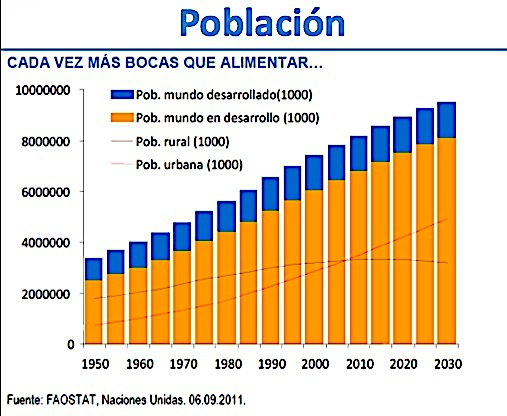 Población
CADA VEZ MÁS BOCAS QUE ALIMENTAR...
10000000
8000000
6000000
4000000
2000000
0
Pob. mundo desarrollado(1000)
Pob. mundo en desarrollo (1000)
Pob. rural (1000)
Pob. urbana (1000)
1950 1960 1970 1980 1990 2000 2010 2020 2030
Fuente: FAOSTAT, Naciones Unidas. 06.09.2011.